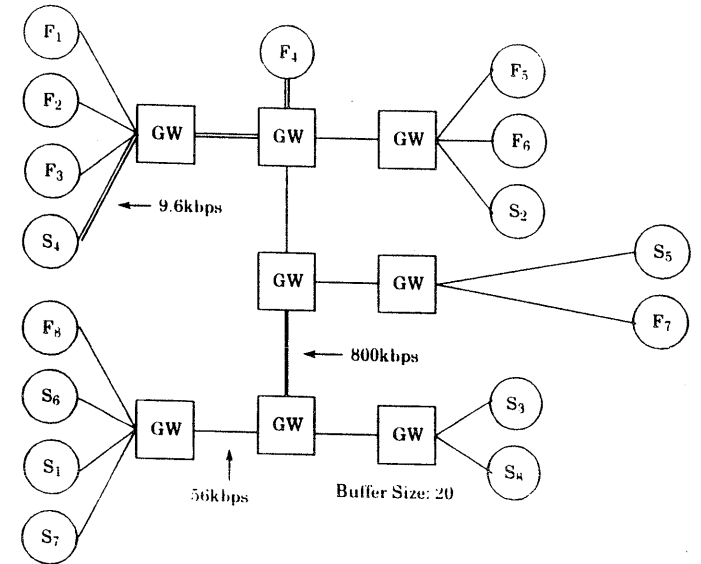 F₁
F₄
F₅
F₂
GW
GW
GW
F₆
F₃
S₂
9.6kbps
S₄
S₅
GW
GW
F₈
F₇
800kbps
S₆
S₃
GW
GW
GW
S₁
S₈
56kbps
Buffer Size: 20
S₇